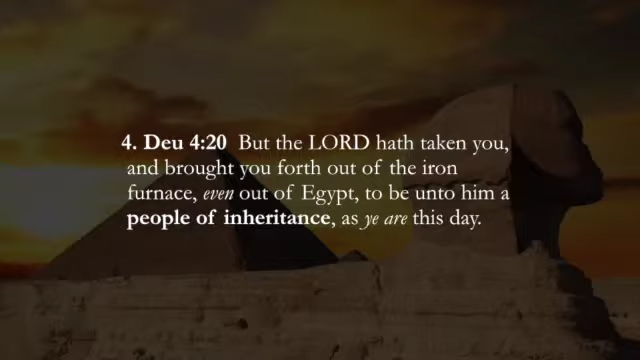 4. Deu 4:20 But the LORD hath taken you,
and brought you forth out of the iron
furnace, even out of Egypt, to be unto him a
people of inheritance, as ye are this day.